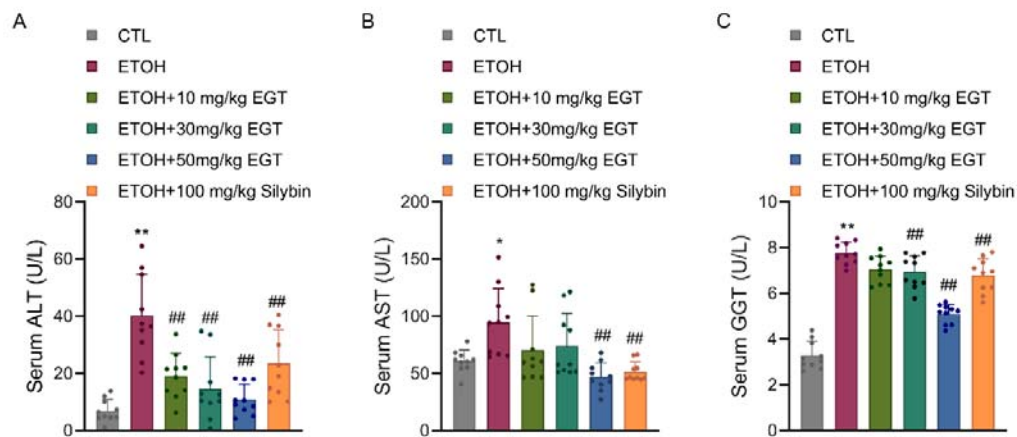 A
CTL
ETOH
ETOH+10 mg/kg EGT
ETOH+30mg/kg EGT
ETOH+50mg/kg EGT
ETOH+100 mg/kg Silybin
Serum ALT (U/L)
80
60
40
20
0
**
##
##
##
##
B
CTL
ETOH
ETOH+10 mg/kg EGT
ETOH+30mg/kg EGT
ETOH+50mg/kg EGT
ETOH+100 mg/kg Silybin
Serum AST (U/L)
200
150
100
50
0
*
##
##
C
CTL
ETOH
ETOH+10 mg/kg EGT
ETOH+30mg/kg EGT
ETOH+50mg/kg EGT
ETOH+100 mg/kg Silybin
Serum GGT (U/L)
10
8
6
4
2
0
**
##
##
##